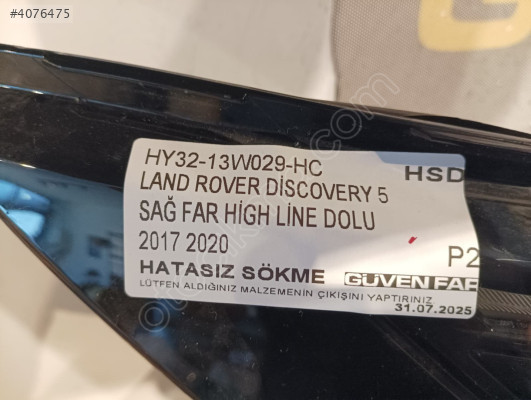 #4076475
HY32-13W029-HC
HSD
LAND ROVER DİSCOVERY 5
SAĞ FAR HİGH LİNE DOLU
2017 2020
P2
HATASIZ SÖKME GÜVEN FAR
LÜTFEN ALDIĞINIZ MALZEMENİN ÇIKIŞINI YAPTIRINIZ
31.07.2025